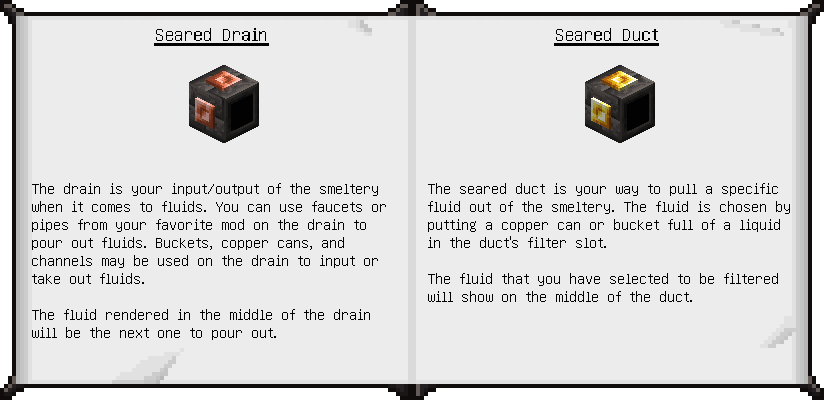 Seared Drain
The drain is your input/output of the smeltery
when it comes to fluids. You can use faucets or
pipes from your favorite mod on the drain to
pour out fluids. Buckets, copper cans, and
channels may be used on the drain to input or
take out fluids.
The fluid rendered in the middle of the drain
will be the next one to pour out.
Seared Duct
The seared duct is your way to pull a specific
fluid out of the smeltery. The fluid is chosen by
putting a copper can or bucket full of a liquid
in the duct's filter slot.
The fluid that you have selected to be filtered
will show on the middle of the duct.